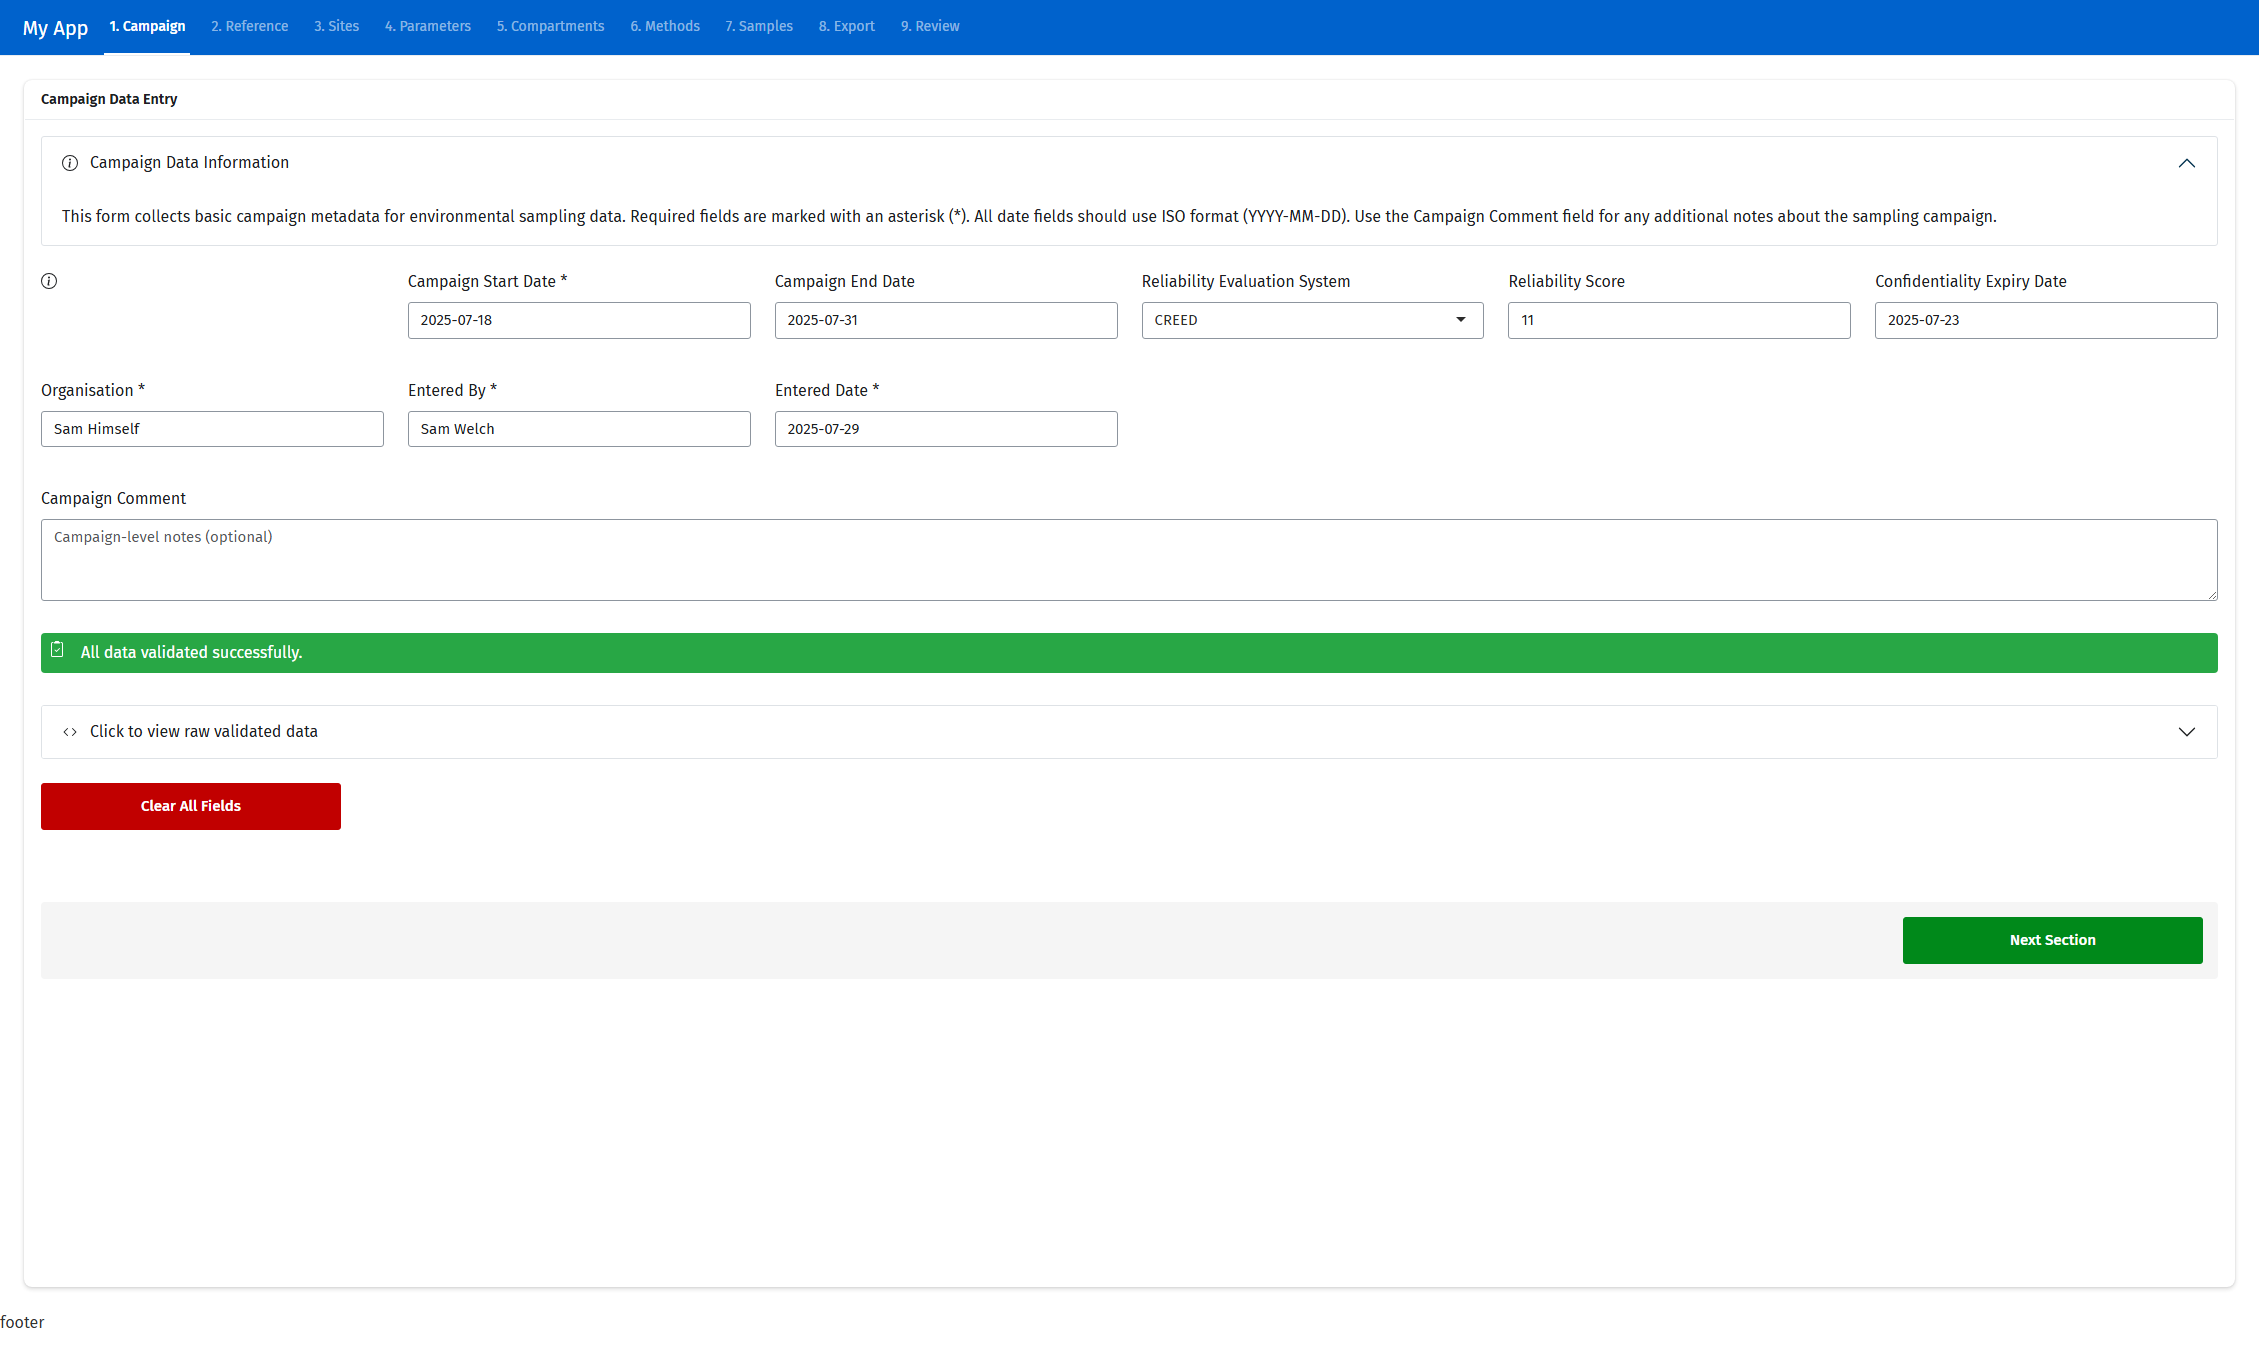 My App 1. Campaign 2. Reference 3. Sites 4. Parameters 5. Compartments 6. Methods 7. Samples 8. Export 9. Review
Campaign Data Entry
Campaign Data Information
This form collects basic campaign metadata for environmental sampling data. Required fields are marked with an asterisk (*). All date fields should use ISO format (YYYY-MM-DD). Use the Campaign Comment field for any additional notes about the sampling campaign.
Campaign Start Date * Campaign End Date Reliability Evaluation System Reliability Score Confidentiality Expiry Date
2025-07-18 2025-07-31 CREED 11 2025-07-23
Organisation * Entered By * Entered Date *
Sam Himself Sam Welch 2025-07-29
Campaign Comment
Campaign-level notes (optional)
All data validated successfully.
<> Click to view raw validated data
Clear All Fields
Next Section
footer